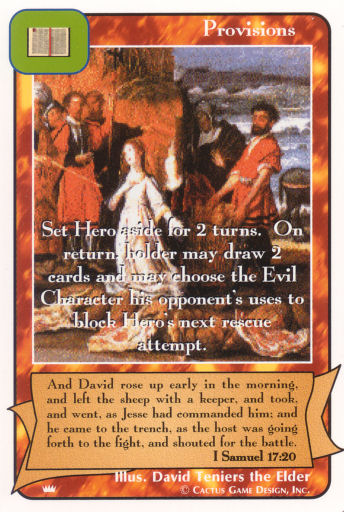 Provisions
Set Hero aside for 2 turns. On
return, holder may draw 2
cards and may choose the Evil
Character his opponent's uses to
block Hero's next rescue
attempt.
And David rose up early in the morning,
and left the sheep with a keeper, and took,
and went, as Jesse had commanded him; and
he came to the trench, as the host was going
forth to the fight, and shouted for the battle.
I Samuel 17:20
Illus. David Teniers the Elder
© Cactus Game Design, Inc.